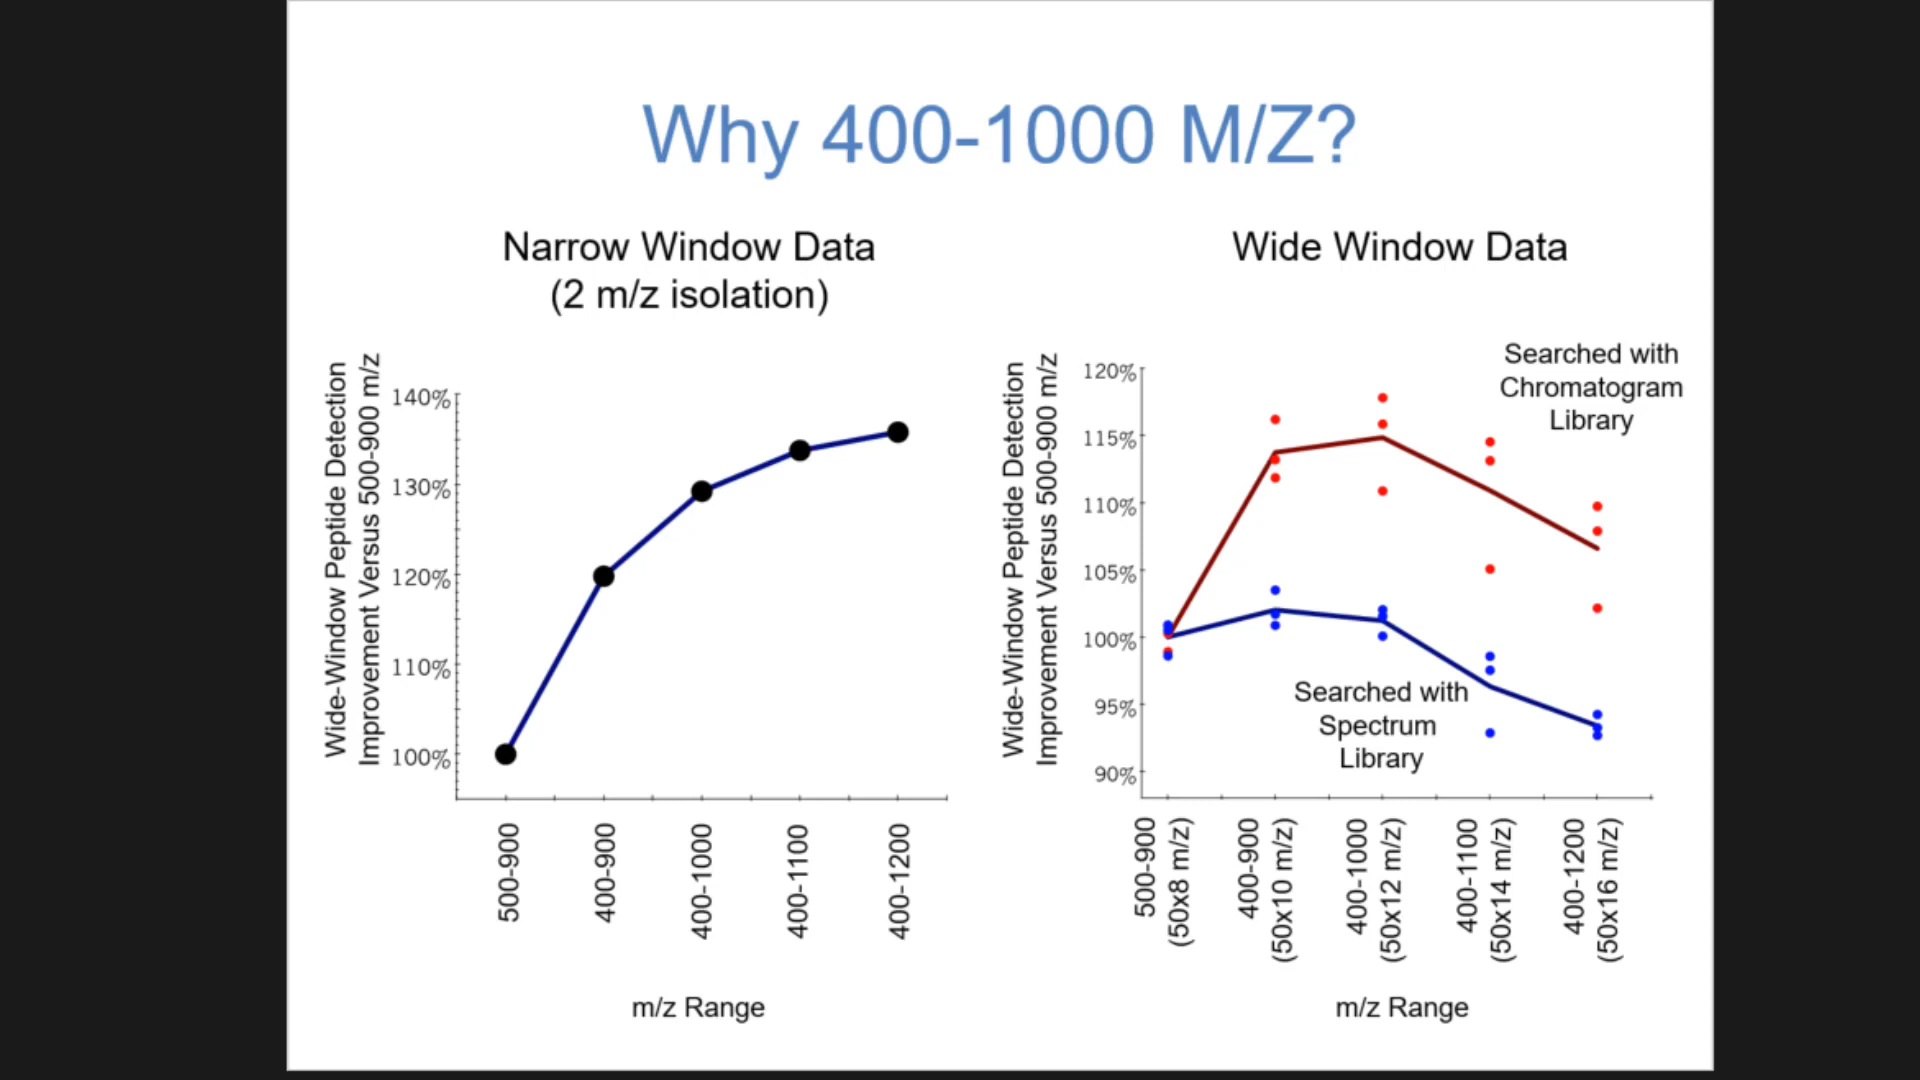 Why 400-1000 M/Z?
Narrow Window Data
(2 m/z isolation)
Wide-Window Peptide Detection
Improvement Versus 500-900 m/z
140%
130%
120%
110%
100%
500-900
400-900
400-1000
400-1100
400-1200
m/z Range
Wide Window Data
Wide-Window Peptide Detection
Improvement Versus 500-900 m/z
120%
115%
110%
105%
100%
95%
90%
Searched with
Chromatogram
Library
Searched with
Spectrum
Library
500-900
(50x8 m/z)
400-900
(50x10 m/z)
400-1000
(50x12 m/z)
400-1100
(50x14 m/z)
400-1200
(50x16 m/z)
m/z Range